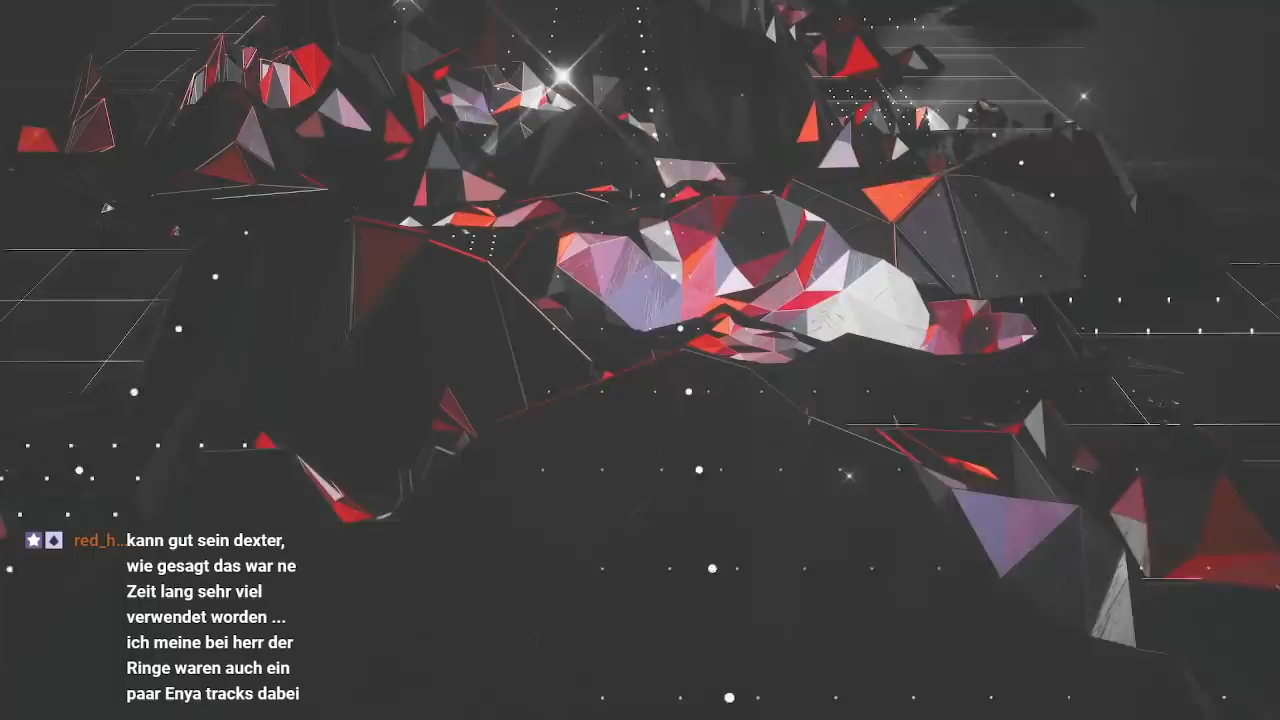 red_h... kann gut sein dexter,
wie gesagt das war ne
Zeit lang sehr viel
verwendet worden ...
ich meine bei herr der
Ringe waren auch ein
paar Enya tracks dabei